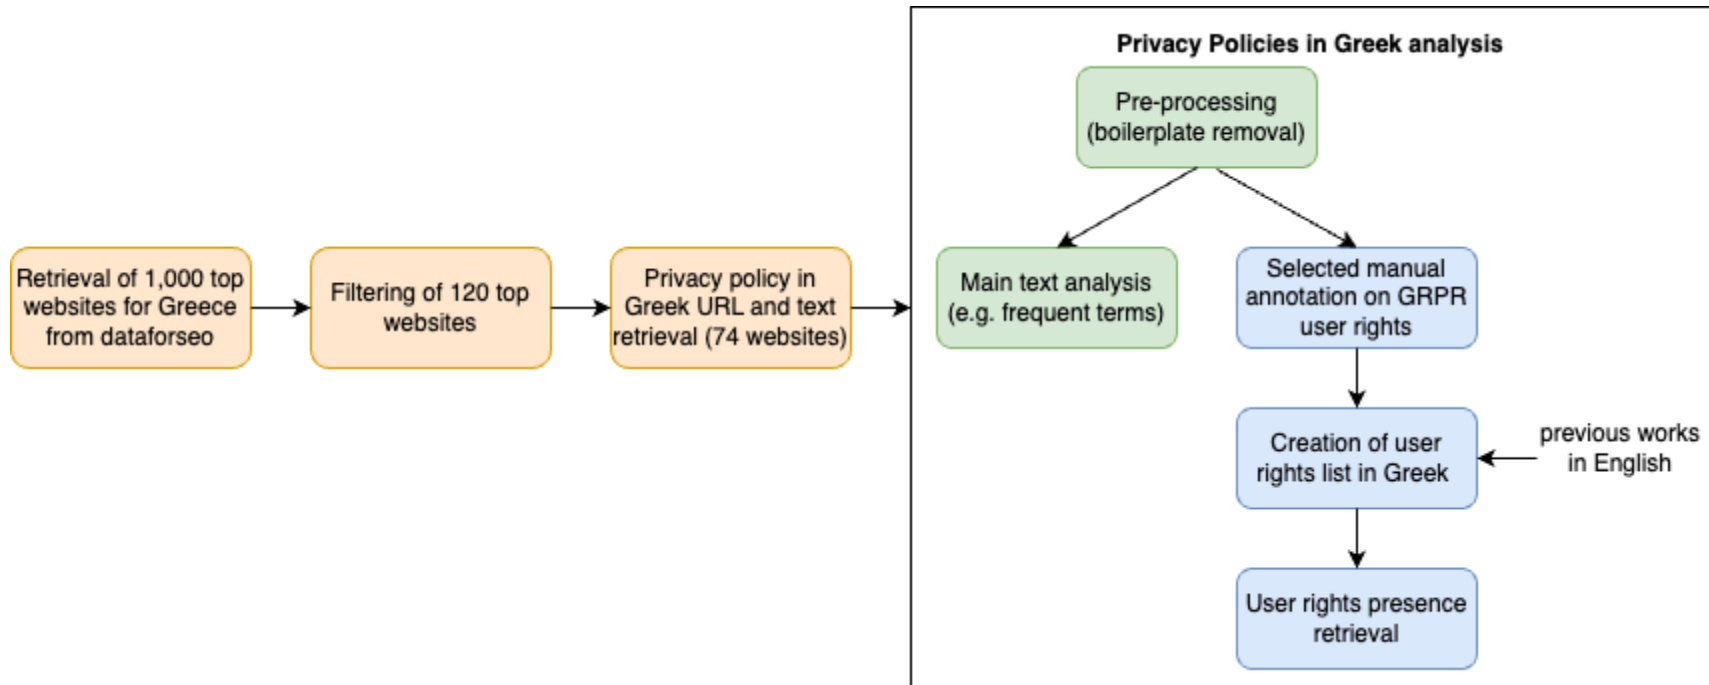 Privacy Policies in Greek analysis
Pre-processing
(boilerplate removal)
Retrieval of 1,000 top
websites for Greece
from dataforseo
Filtering of 120 top
websites
Privacy policy in
Greek URL and text
retrieval (74 websites)
Main text analysis
(e.g. frequent terms)
Selected manual
annotation on GRPR
user rights
Creation of user
rights list in Greek
previous works
in English
User rights presence
retrieval